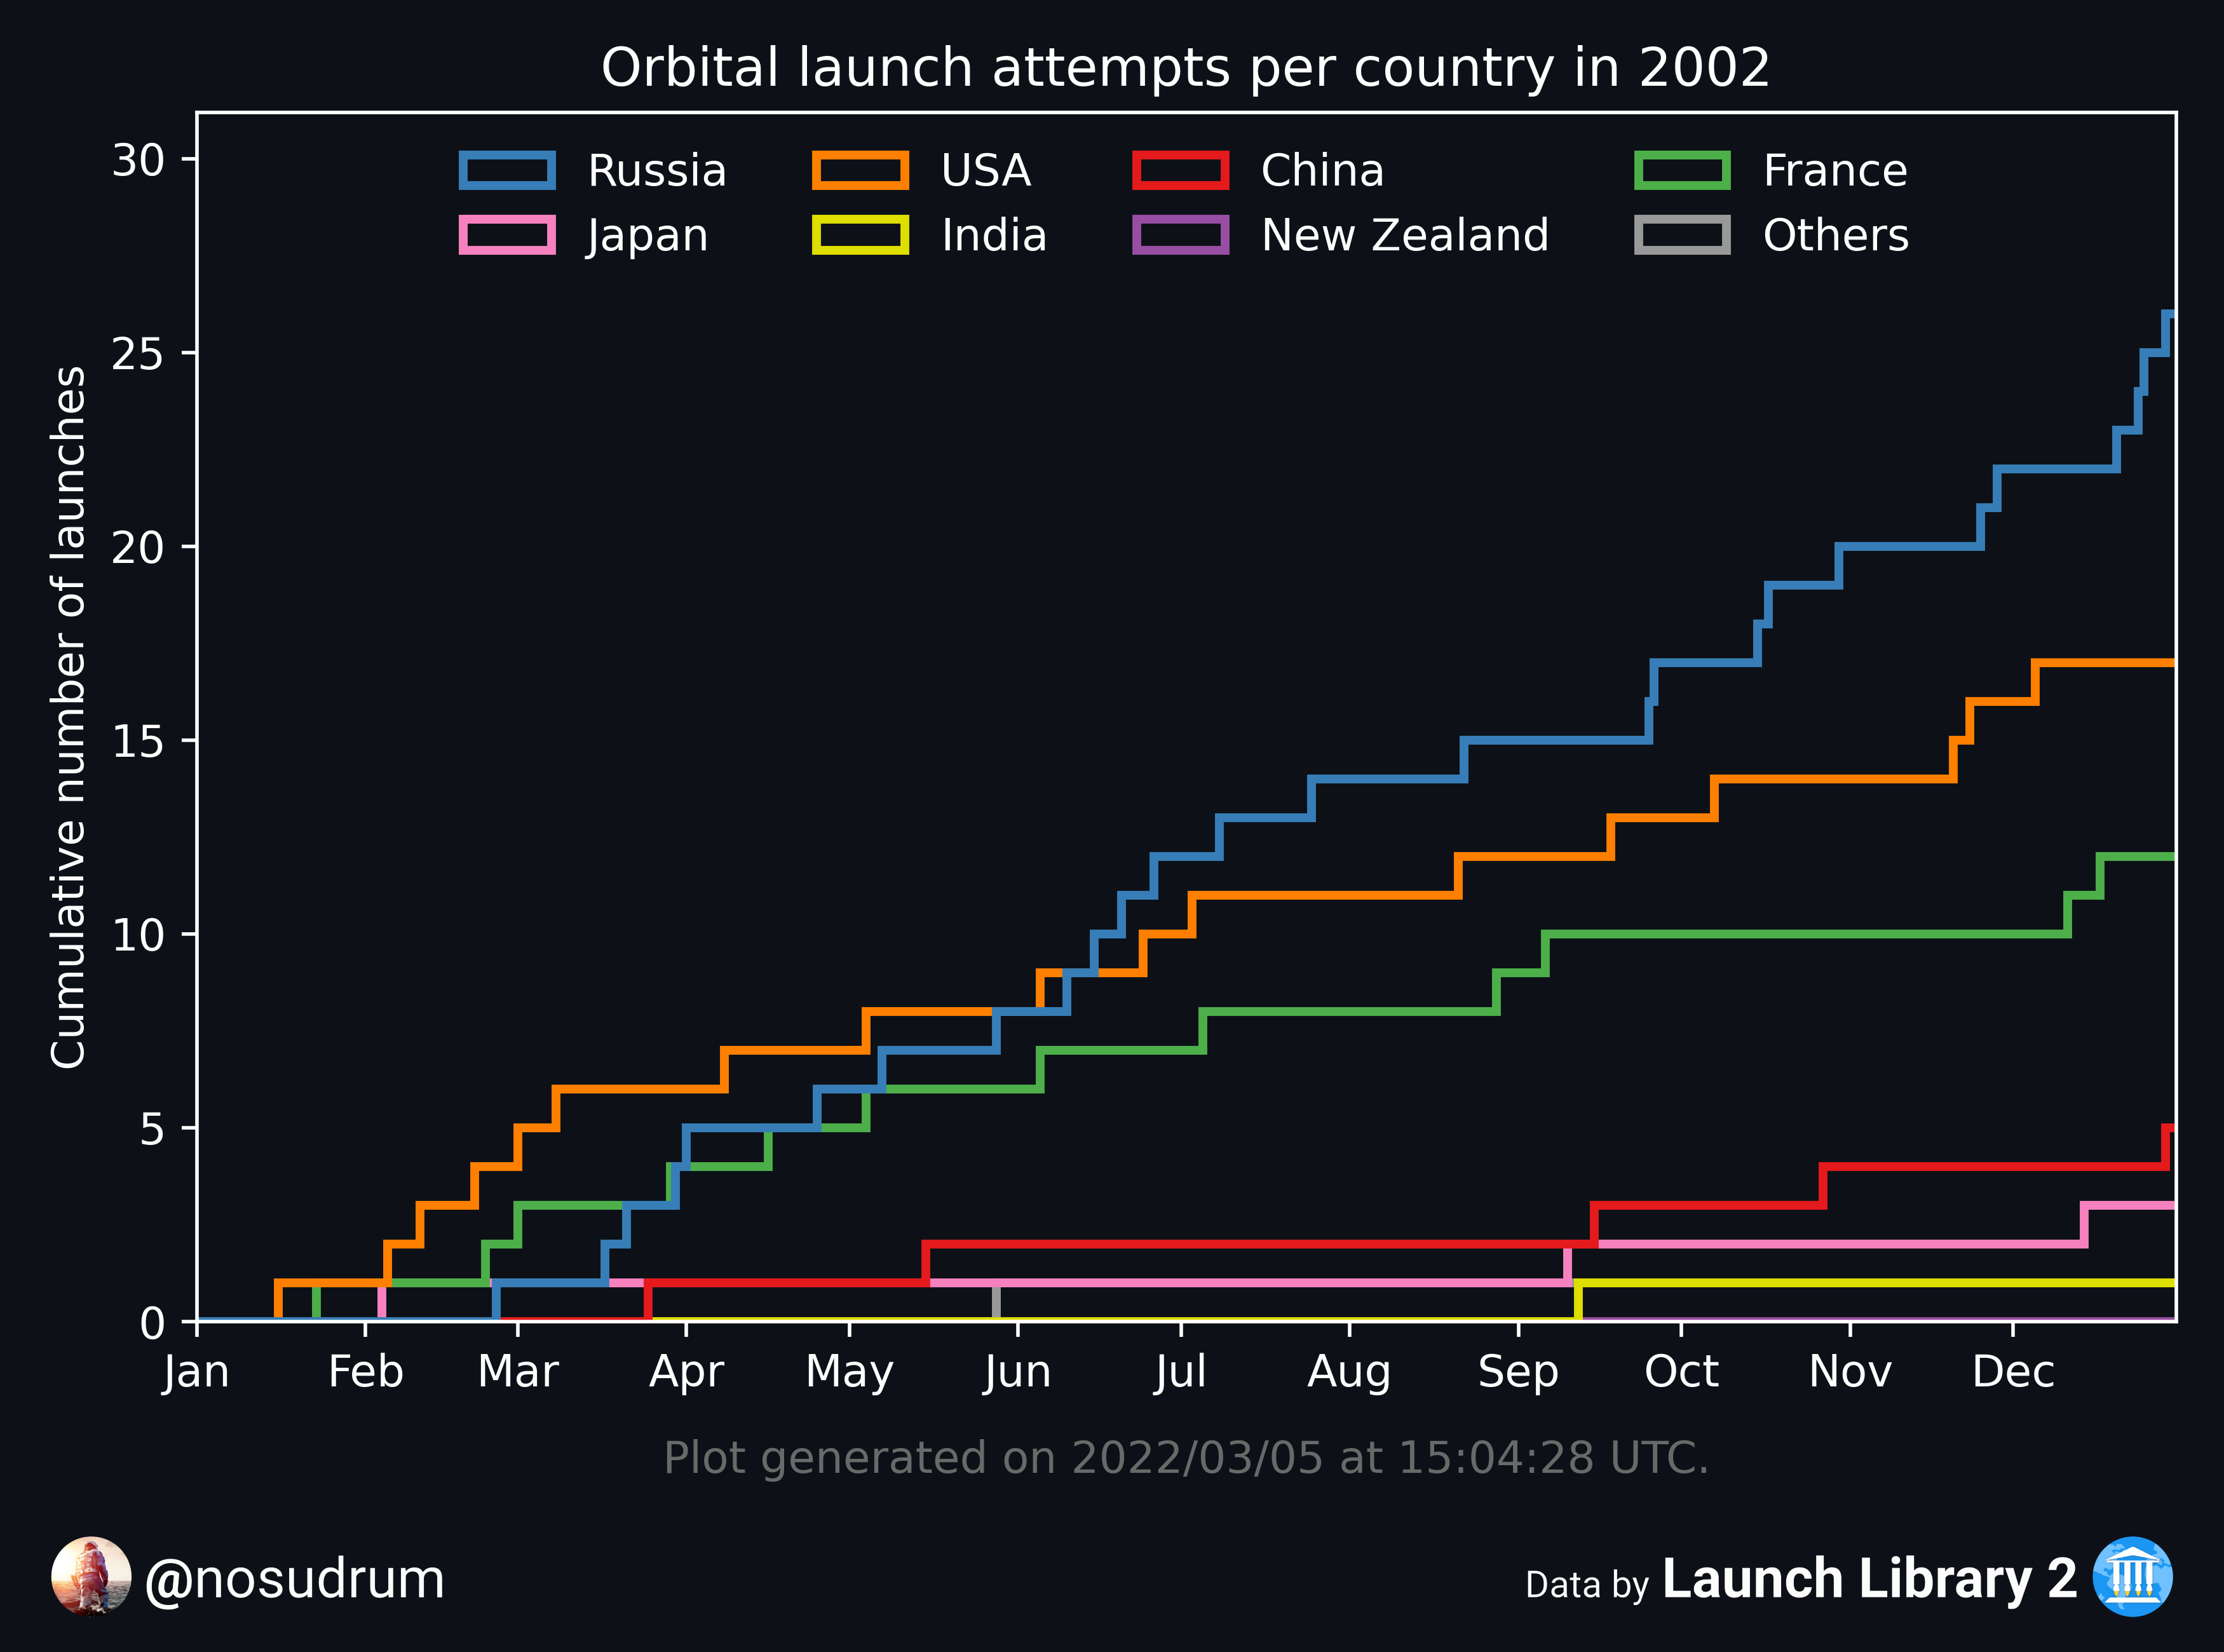 Orbital launch attempts per country in 2002
Russia USA China France
Japan India New Zealand Others
Cumulative number of launches
30
25
20
15
10
5
0
Jan Feb Mar Apr May Jun Jul Aug Sep Oct Nov Dec
Plot generated on 2022/03/05 at 15:04:28 UTC.
@nosudrum
Data by Launch Library 2